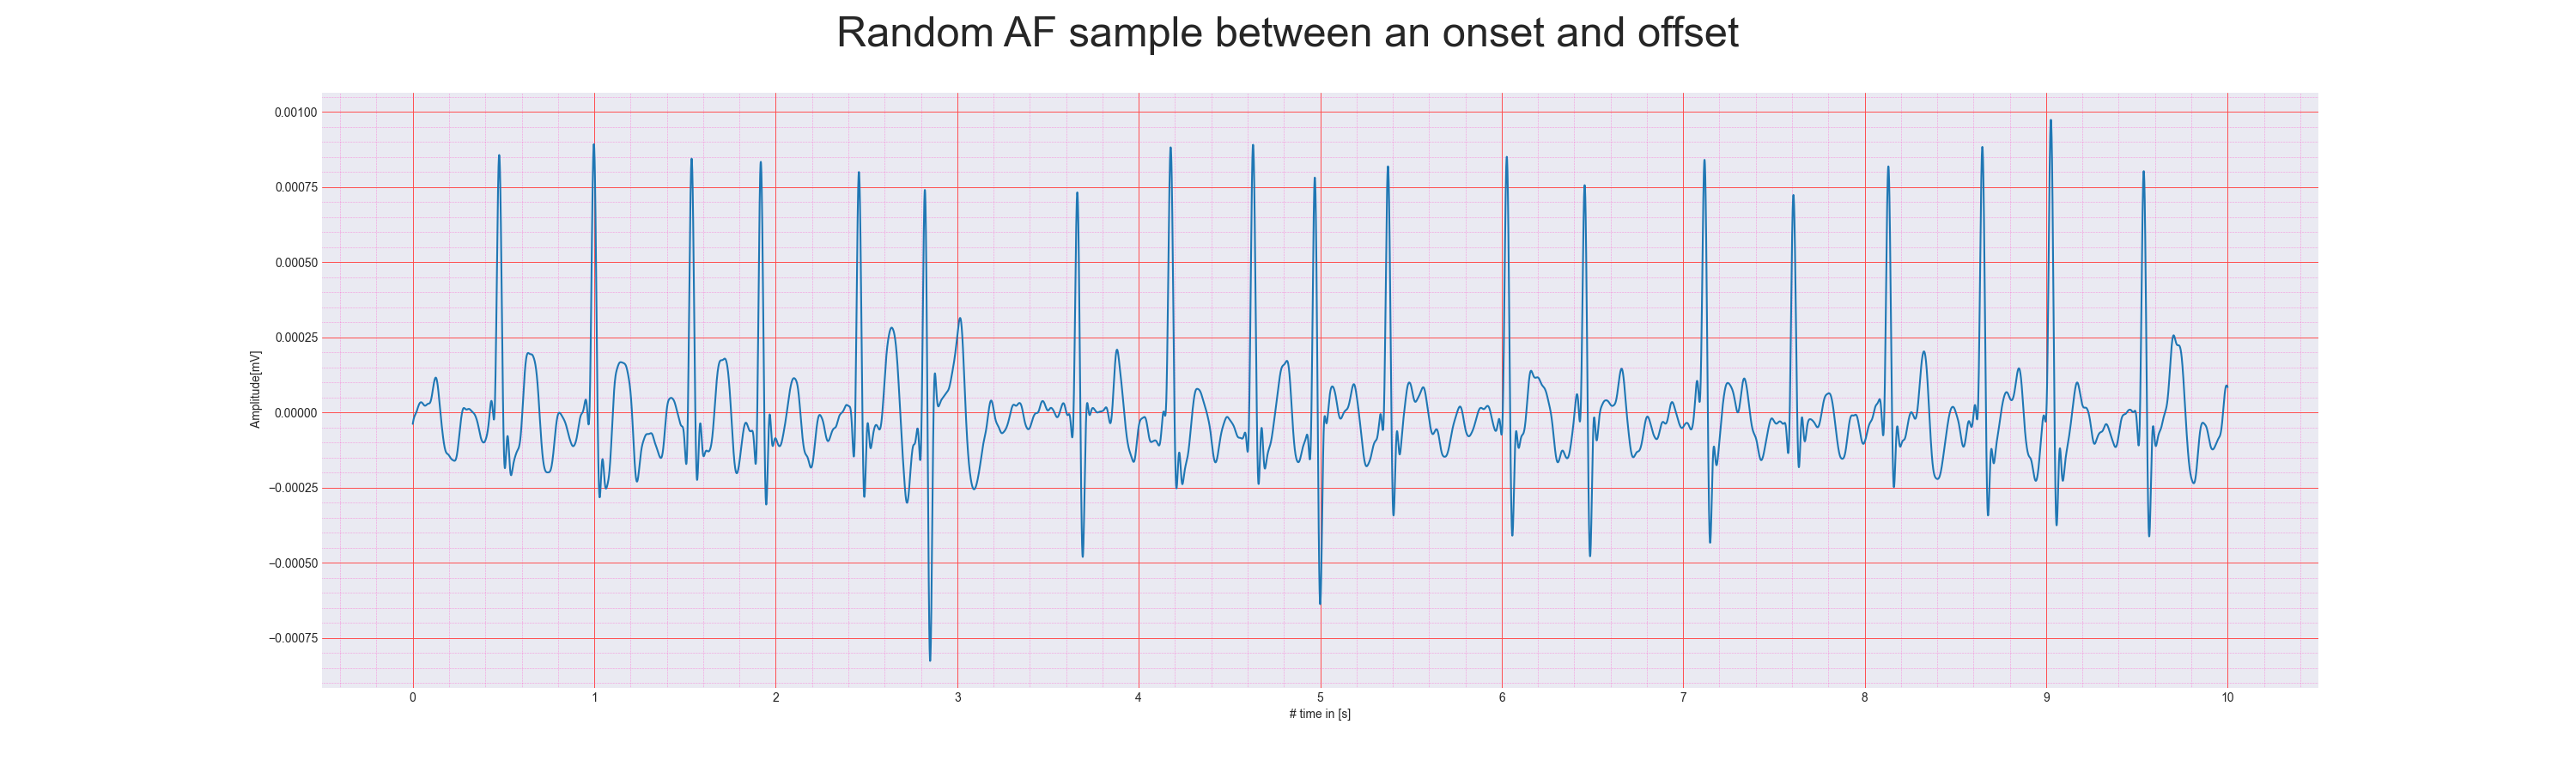 Random AF sample between an onset and offset
0.00100
0.00075
0.00050
0.00025
0.00000
−0.00025
−0.00050
−0.00075
Amplitude[mV]
0 1 2 3 4 5 6 7 8 9 10
# time in [s]